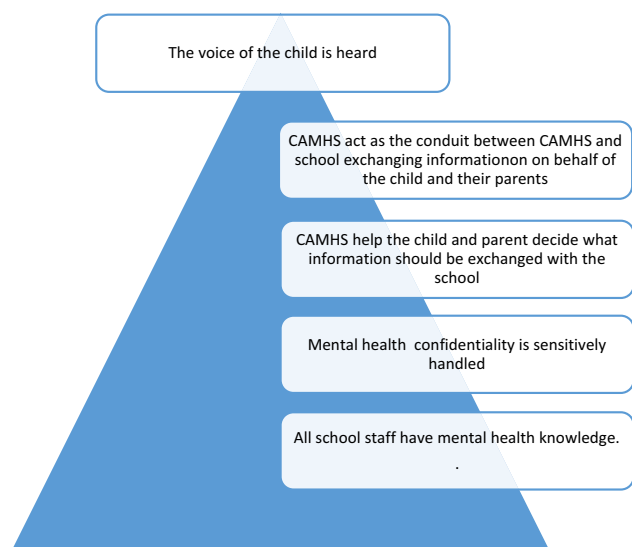 The voice of the child is heard
CAMHS act as the conduit between CAMHS and
school exchanging informationon on behalf of
the child and their parents
CAMHS help the child and parent decide what
information should be exchanged with the
school
Mental health  confidentiality is sensitively
handled
All school staff have mental health knowledge.
.